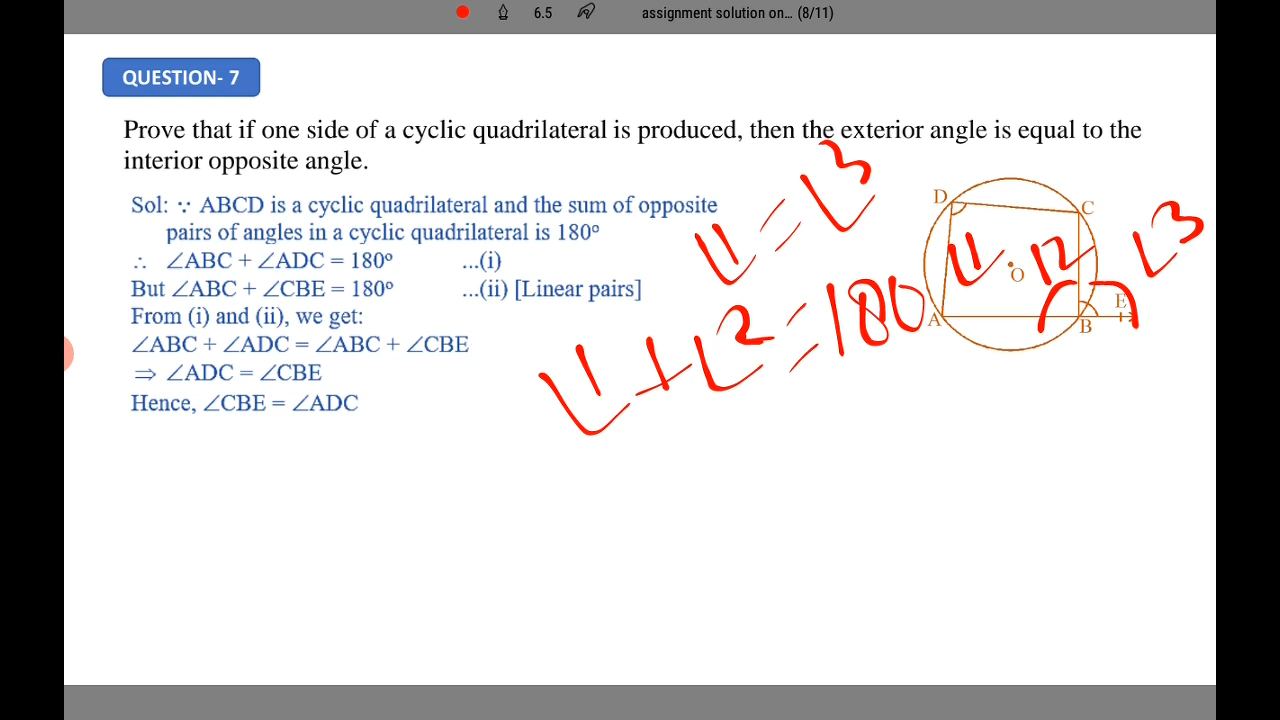 6.5 assignment solution on... (8/11)
QUESTION- 7
Prove that if one side of a cyclic quadrilateral is produced, then the exterior angle is equal to the
interior opposite angle.
Sol: ∵ ABCD is a cyclic quadrilateral and the sum of opposite
pairs of angles in a cyclic quadrilateral is 180º
∴ ∠ABC + ∠ADC = 180º ...(i)
But ∠ABC + ∠CBE = 180º ...(ii) [Linear pairs]
From (i) and (ii), we get:
∠ABC + ∠ADC = ∠ABC + ∠CBE
⇒ ∠ADC = ∠CBE
Hence, ∠CBE = ∠ADC
∠1 = ∠3
∠1 + ∠2 = 180
D
C
∠1
∠2
∠3
O
A
B
E